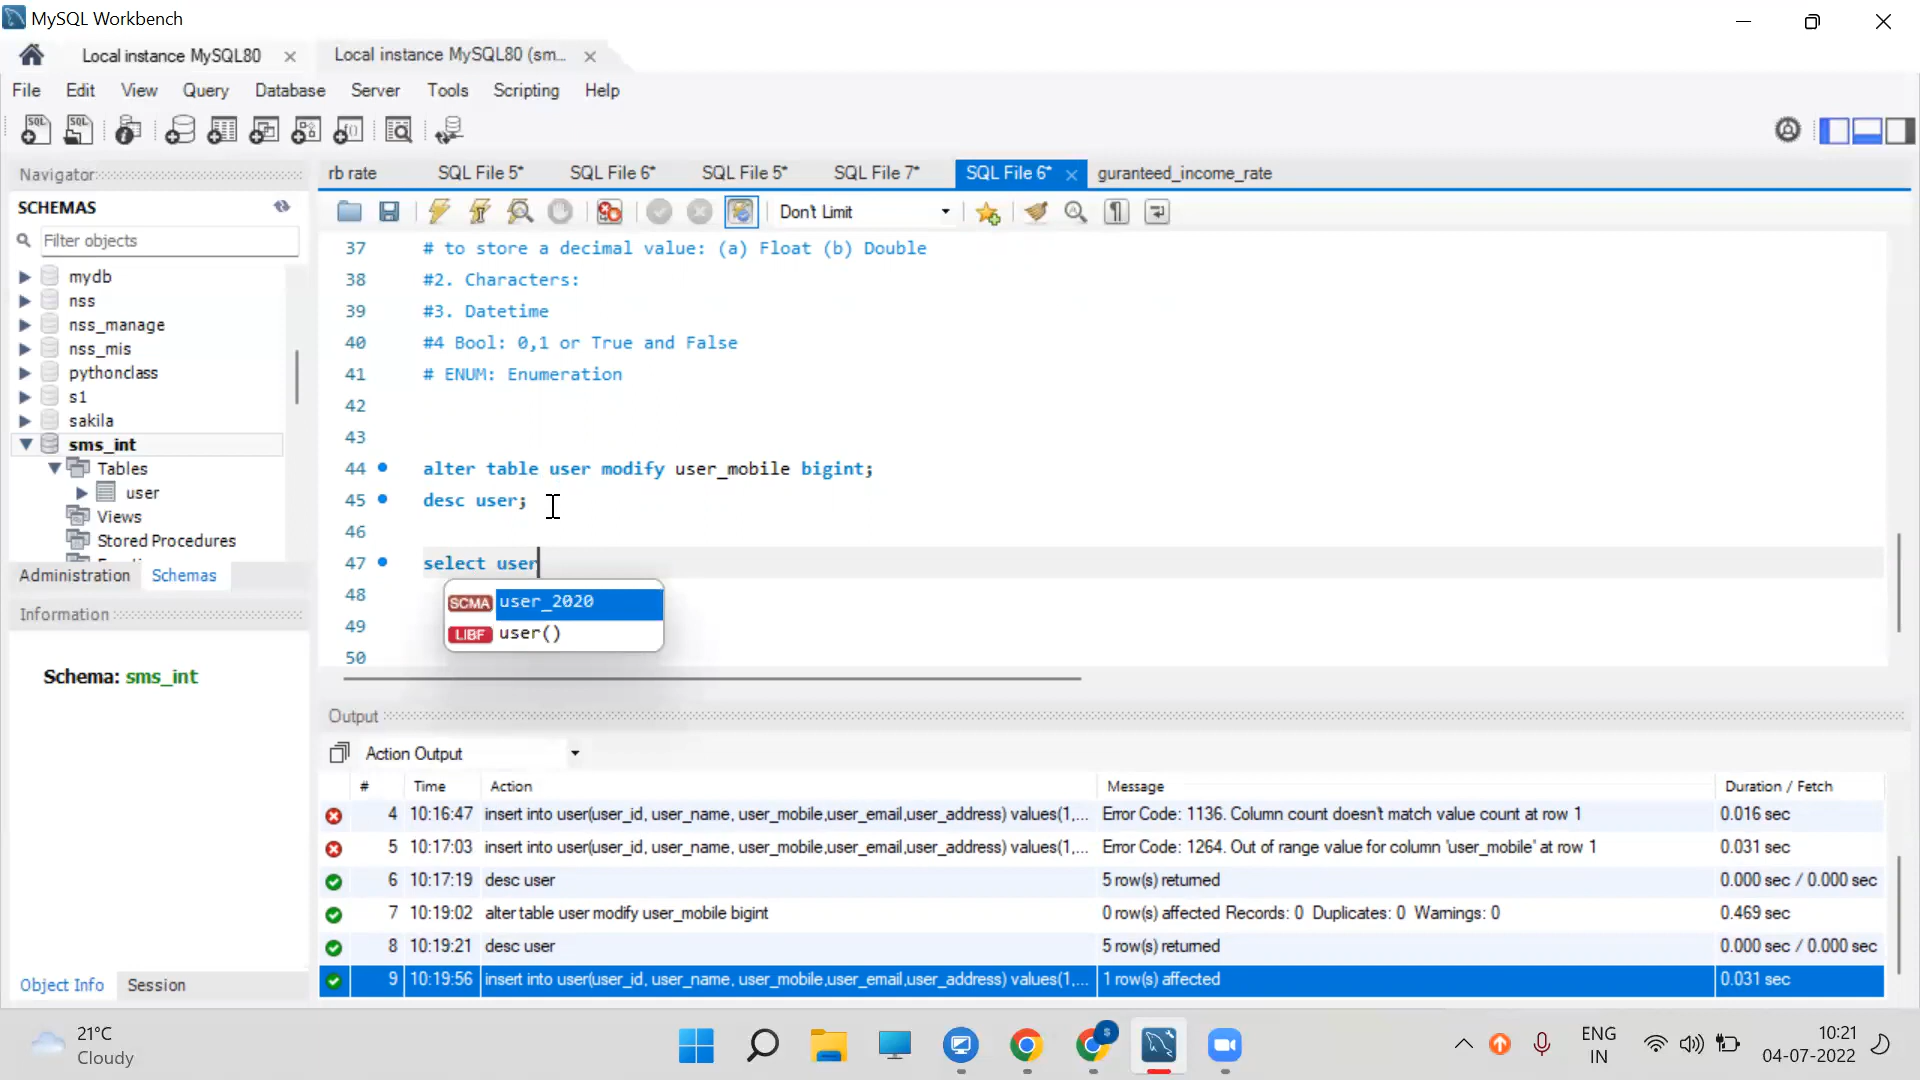 MySQL Workbench
Local instance MySQL80
Local instance MySQL80 (sm...
File Edit View Query Database Server Tools Scripting Help
Navigator
SCHEMAS
Filter objects
mydb
nss
nss_manage
nss_mis
pythonclass
s1
sakila
sms_int
Tables
user
Views
Stored Procedures
Administration Schemas
Information
Schema: sms_int
Object Info Session
rb rate SQL File 5* SQL File 6* SQL File 5* SQL File 7* SQL File 6* guranteed_income_rate
Don't Limit
37 # to store a decimal value: (a) Float (b) Double
38 #2. Characters:
39 #3. Datetime
40 #4 Bool: 0,1 or True and False
41 # ENUM: Enumeration
42
43
44 alter table user modify user_mobile bigint;
45 desc user;
46
47 select user
48
49
50
SCMA user_2020
LIBF user()
Output
Action Output
# Time Action Message Duration / Fetch
4 10:16:47 insert into user(user_id, user_name, user_mobile,user_email,user_address) values(1,... Error Code: 1136. Column count doesn't match value count at row 1 0.016 sec
5 10:17:03 insert into user(user_id, user_name, user_mobile,user_email,user_address) values(1,... Error Code: 1264. Out of range value for column 'user_mobile' at row 1 0.031 sec
6 10:17:19 desc user 5 row(s) returned 0.000 sec / 0.000 sec
7 10:19:02 alter table user modify user_mobile bigint 0 row(s) affected Records: 0 Duplicates: 0 Warnings: 0 0.469 sec
8 10:19:21 desc user 5 row(s) returned 0.000 sec / 0.000 sec
9 10:19:56 insert into user(user_id, user_name, user_mobile,user_email,user_address) values(1,... 1 row(s) affected 0.031 sec
21°C
Cloudy
ENG
IN
10:21
04-07-2022